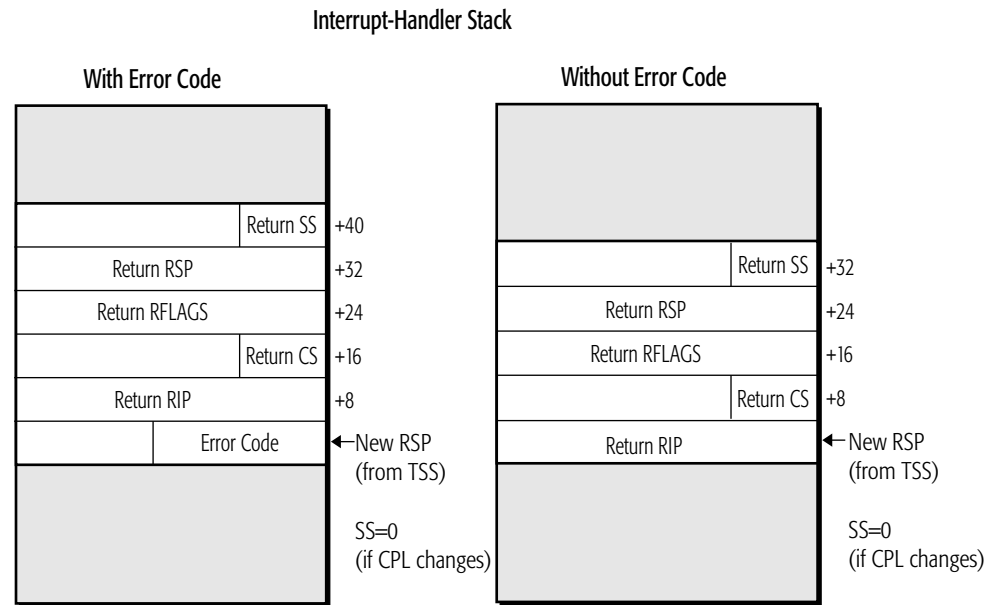 Interrupt-Handler Stack
With Error Code
Return SS
+40
Return RSP
+32
Return RFLAGS
+24
Return CS
+16
Return RIP
+8
Error Code
New RSP
(from TSS)
SS=0
(if CPL changes)
Without Error Code
Return SS
+32
Return RSP
+24
Return RFLAGS
+16
Return CS
+8
Return RIP
New RSP
(from TSS)
SS=0
(if CPL changes)